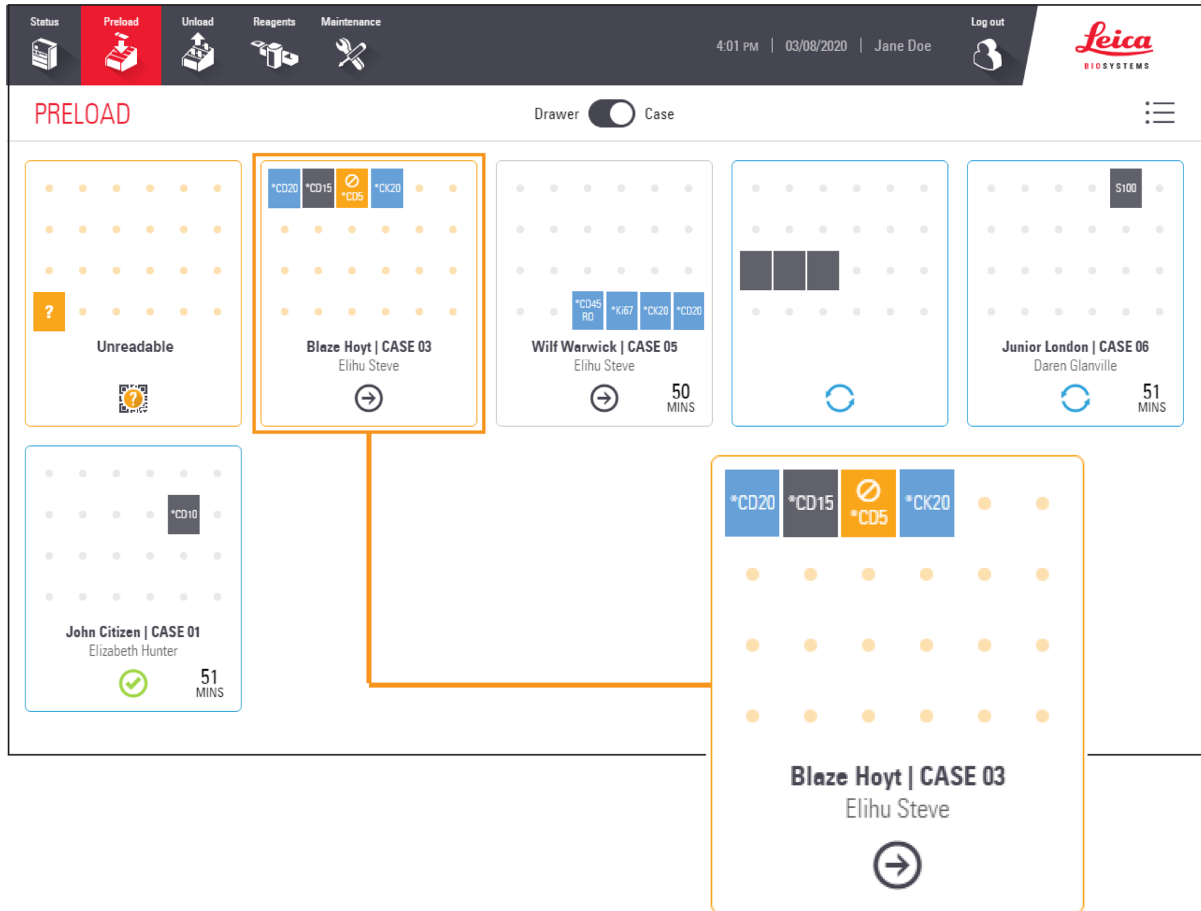 Status Preload Unload Reagents Maintenance Log out
4:01 PM | 03/08/2020 | Jane Doe
Leica
BIOSYSTEMS
PRELOAD
Drawer Case
?
Unreadable
?
*CD20 *CD15 *CD5 *CK20
Blaze Hoyt | CASE 03
Elihu Steve
*CD45
RO
*Ki67 *CK20 *CD20
Wilf Warwick | CASE 05
Elihu Steve
50
MINS
S100
Junior London | CASE 06
Daren Glanville
51
MINS
*CD10
John Citizen | CASE 01
Elizabeth Hunter
51
MINS
*CD20 *CD15 *CD5 *CK20
Blaze Hoyt | CASE 03
Elihu Steve